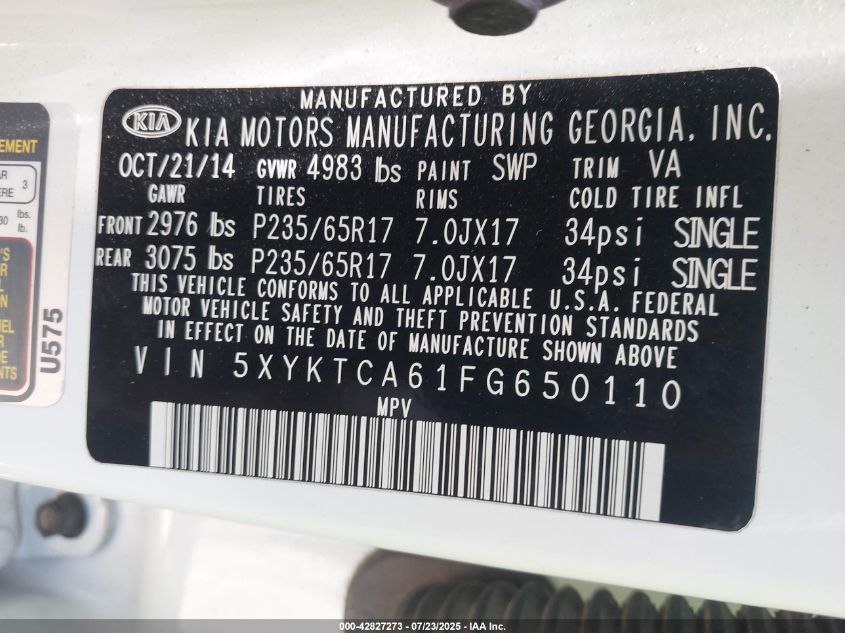 MANUFACTURED BY
KIA KIA MOTORS MANUFACTURING GEORGIA, INC.
OCT/21/14 GVWR 4983 lbs PAINT SWP TRIM VA
GAWR TIRES RIMS COLD TIRE INFL
FRONT 2976 lbs P235/65R17 7.0JX17 34psi SINGLE
REAR 3075 lbs P235/65R17 7.0JX17 34psi SINGLE
THIS VEHICLE CONFORMS TO ALL APPLICABLE U.S.A. FEDERAL
MOTOR VEHICLE SAFETY AND THEFT PREVENTION STANDARDS
IN EFFECT ON THE DATE OF MANUFACTURE SHOWN ABOVE
VIN 5XYKTCA61FG650110
MPV
U575
3
lbs.
lb.
000 - 42827273 - 07/23/2025 - IAA Inc.